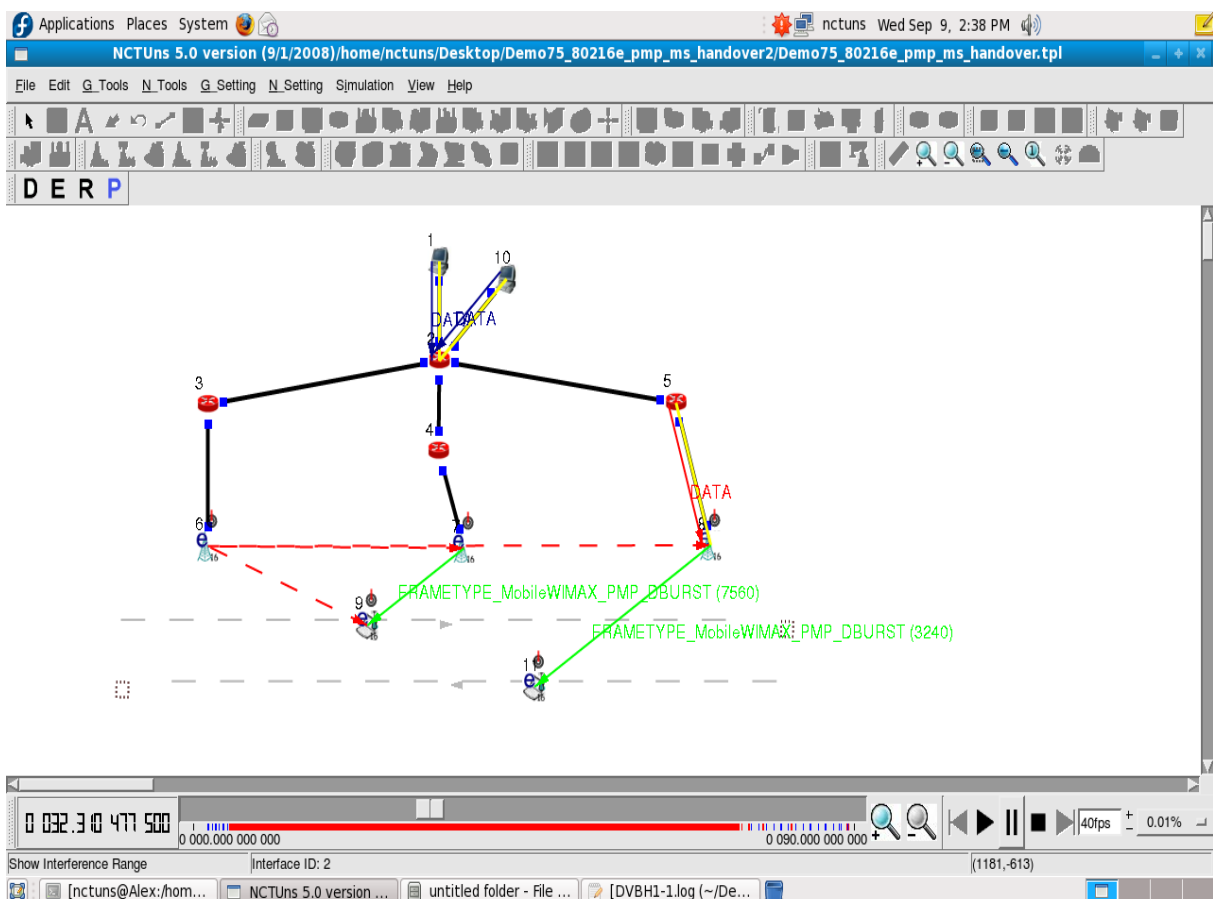 Applications Places System nctuns Wed Sep 9, 2:38 PM
NCTUns 5.0 version (9/1/2008)/home/nctuns/Desktop/Demo75_80216e_pmp_ms_handover2/Demo75_80216e_pmp_ms_handover.tpl
File Edit G_Tools N_Tools G_Setting N_Setting Simulation View Help
D E R P
1
10
DATA DATA
2
3
5
4
DATA
6
7
8
FRAMETYPE_MobileWIMAX_PMP_DBURST (7560)
9
FRAMETYPE_MobileWIMAX_PMP_DBURST (3240)
11
0 032.310 477 500
0 000.000 000 000
0 090.000 000 000
40fps
0.01%
Show Interference Range
Interface ID: 2
(1181,-613)
[nctuns@Alex:/hom...
NCTUns 5.0 version ...
untitled folder - File ...
[DVBH1-1.log (~/De...